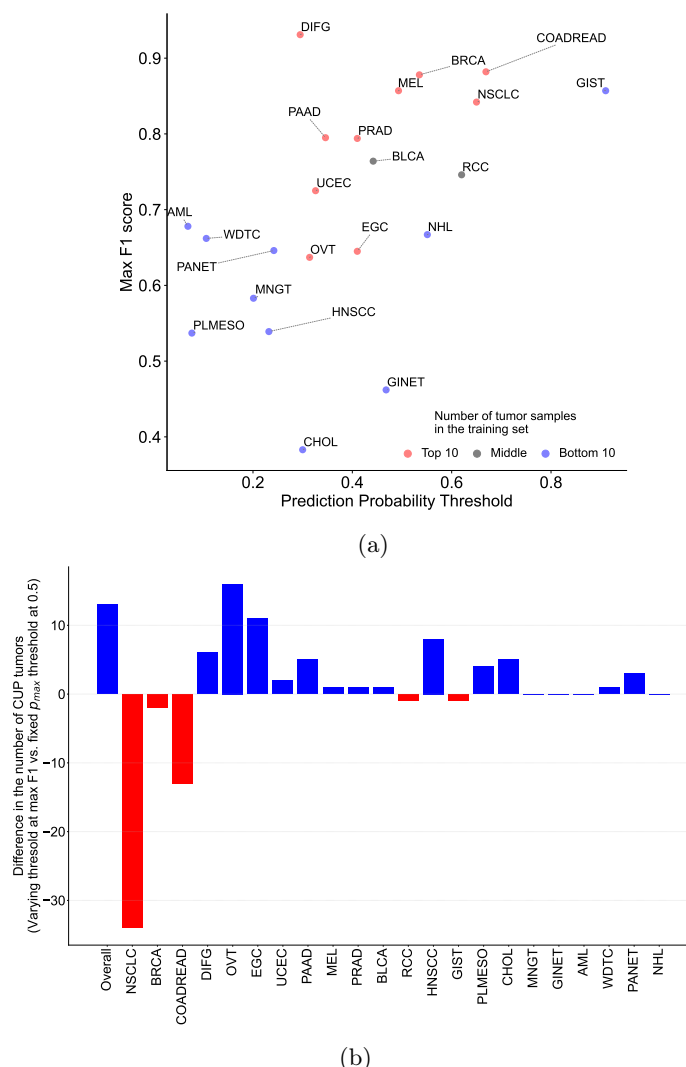 DIFG
COADREAD
BRCA
0.9
MEL
GIST
NSCLC
PAAD
PRAD
0.8
BLCA
RCC
UCEC
0.7
AML
WDTC
EGC
NHL
PANET
OVT
Max F1 score
0.6
MNGT
HNSCC
PLMESO
0.5
GINET
Number of tumor samples
in the training set
0.4
CHOL
Top 10 Middle Bottom 10
0.2 0.4 0.6 0.8
Prediction Probability Threshold
(a)
Difference in the number of CUP tumors
(Varying thresold at max F1 vs. fixed pmax threshold at 0.5)
10
0
−10
−20
−30
Overall
NSCLC
BRCA
COADREAD
DIFG
OVT
EGC
UCEC
PAAD
MEL
PRAD
BLCA
RCC
HNSCC
GIST
PLMESO
CHOL
MNGT
GINET
AML
WDTC
PANET
NHL
(b)